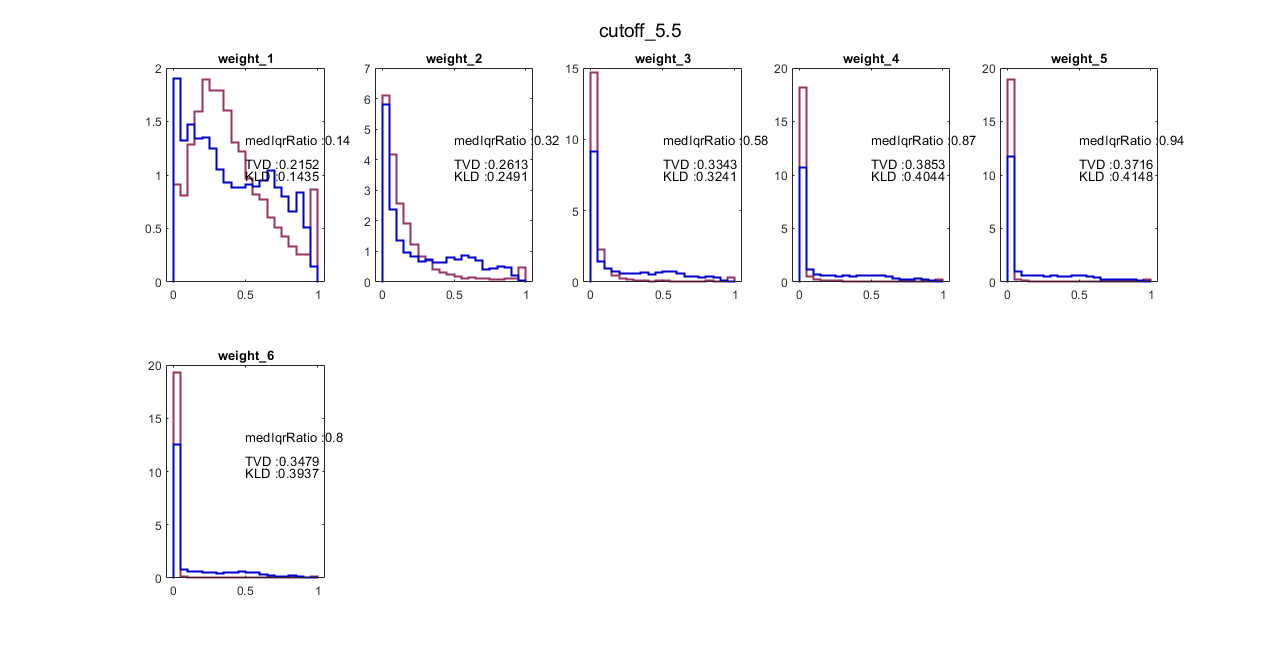 cutoff_5.5
weight_1
2
1.5
1
0.5
0
0
0.5
1
medIqrRatio :0.14
TVD :0.2152
KLD :0.1435
weight_2
7
6
5
4
3
2
1
0
0
0.5
1
medIqrRatio :0.32
TVD :0.2613
KLD :0.2491
weight_3
15
10
5
0
0
0.5
1
medIqrRatio :0.58
TVD :0.3343
KLD :0.3241
weight_4
20
15
10
5
0
0
0.5
1
medIqrRatio :0.87
TVD :0.3853
KLD :0.4044
weight_5
20
15
10
5
0
0
0.5
1
medIqrRatio :0.94
TVD :0.3716
KLD :0.4148
weight_6
20
15
10
5
0
0
0.5
1
medIqrRatio :0.8
TVD :0.3479
KLD :0.3937